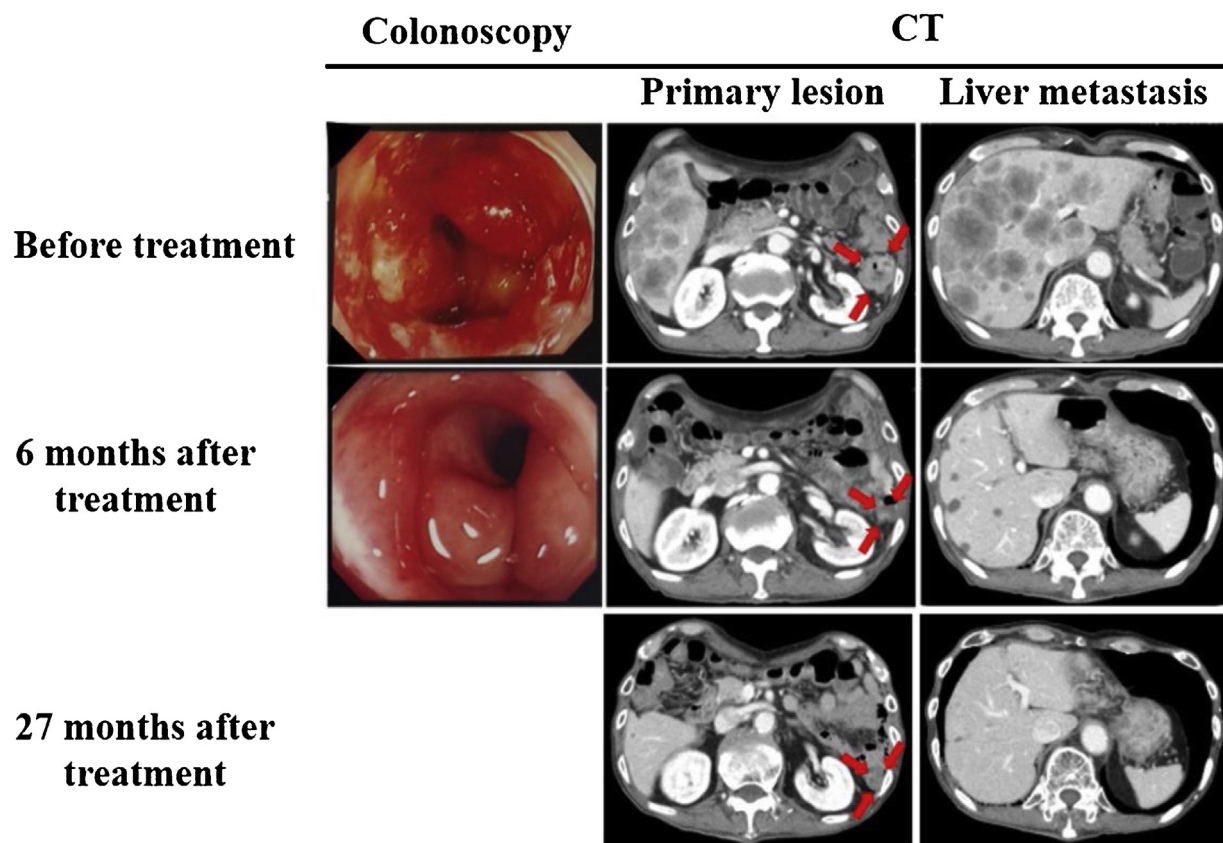 Colonoscopy CT
Primary lesion Liver metastasis
Before treatment
6 months after
treatment
27 months after
treatment